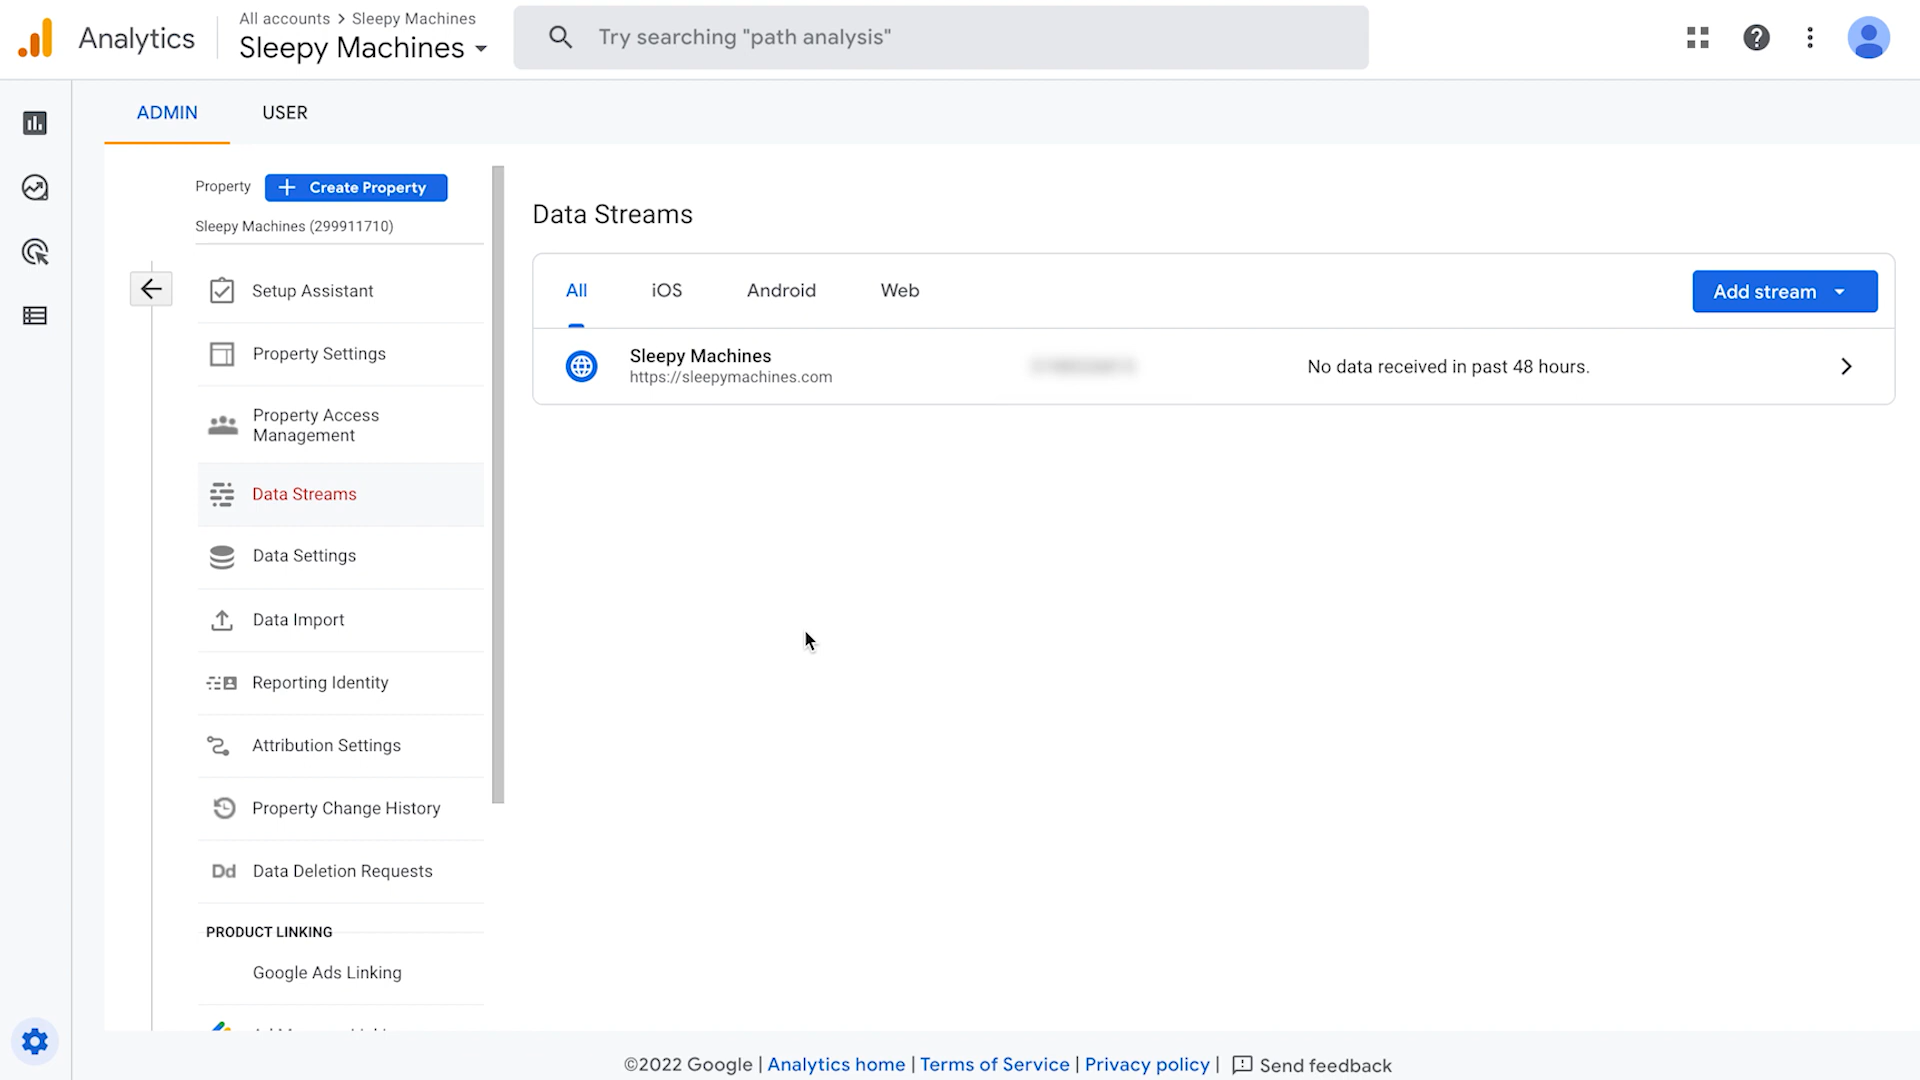 Analytics
All accounts > Sleepy Machines
Sleepy Machines
Try searching "path analysis"
ADMIN
USER
Property
Create Property
Sleepy Machines (299911710)
Setup Assistant
Property Settings
Property Access
Management
Data Streams
Data Settings
Data Import
Reporting Identity
Attribution Settings
Property Change History
Dd Data Deletion Requests
PRODUCT LINKING
Google Ads Linking
Data Streams
All
iOS
Android
Web
Add stream
Sleepy Machines
https://sleepymachines.com
No data received in past 48 hours.
©2022 Google | Analytics home | Terms of Service | Privacy policy | Send feedback